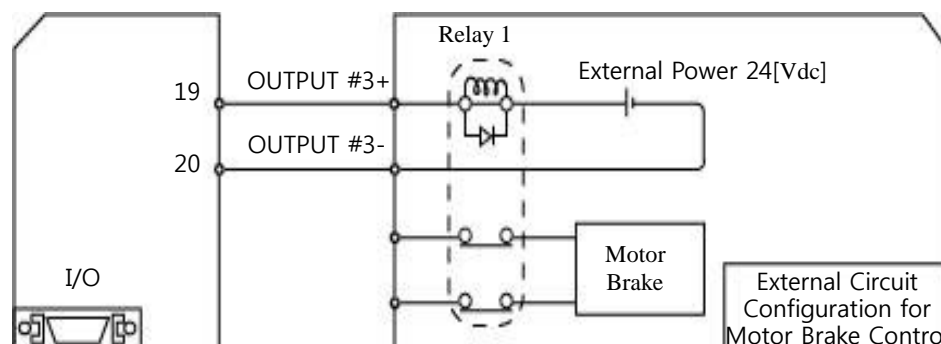 Relay 1
External Power 24[Vdc]
19
OUTPUT #3+
20
OUTPUT #3-
Motor
Brake
I/O
External Circuit
Configuration for
Motor Brake Contro